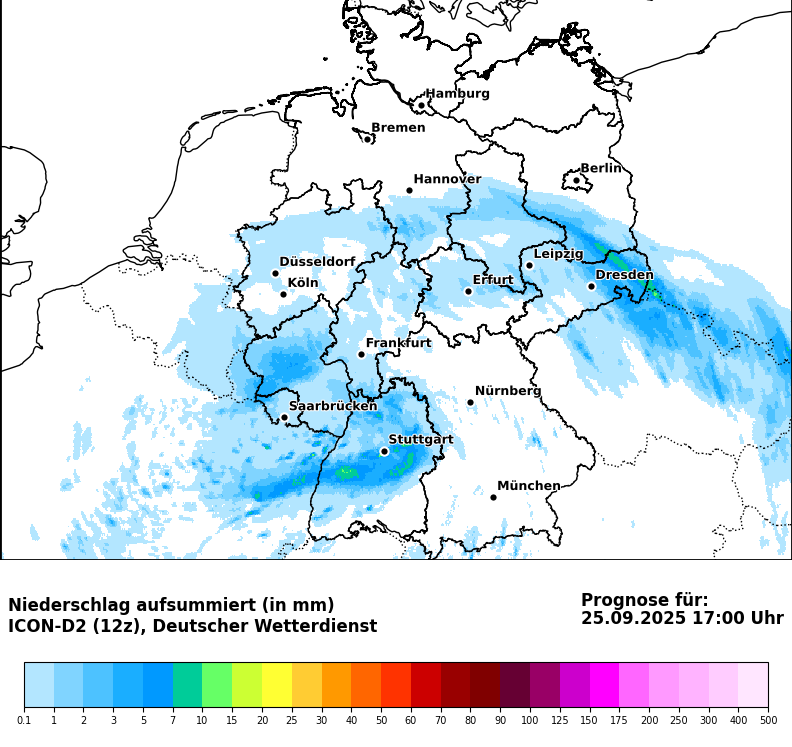 Hamburg
Bremen
Berlin
Hannover
Leipzig
Düsseldorf
Dresden
Köln
Erfurt
Frankfurt
Nürnberg
Saarbrücken
Stuttgart
München
Niederschlag aufsummiert (in mm)
ICON-D2 (12z), Deutscher Wetterdienst
Prognose für:
25.09.2025 17:00 Uhr
0.1 1 2 3 5 7 10 15 20 25 30 40 50 60 70 80 90 100 125 150 175 200 250 300 400 500